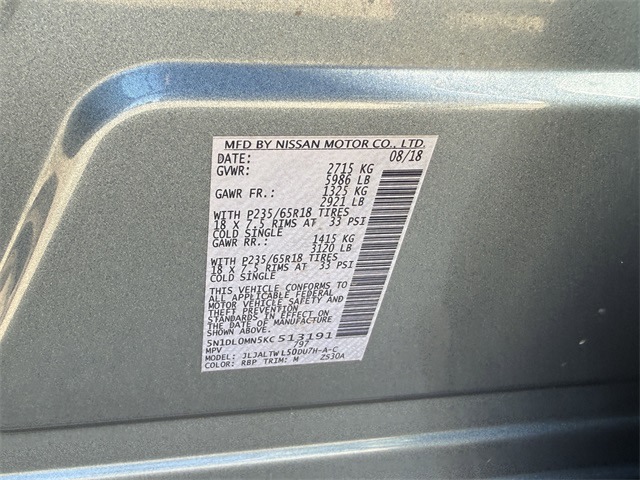 MFD BY NISSAN MOTOR CO., LTD.
DATE: 08/18
GVWR: 2715 KG
5986 LB
GAWR FR.: 1325 KG
2921 LB
WITH P235/65R18 TIRES
18 X 7.5 RIMS AT 33 PSI
COLD SINGLE
GAWR RR.: 1415 KG
3120 LB
WITH P235/65R18 TIRES
18 X 7.5 RIMS AT 33 PSI
COLD SINGLE
THIS VEHICLE CONFORMS TO
ALL APPLICABLE FEDERAL
MOTOR VEHICLE SAFETY AND
THEFT PREVENTION
STANDARDS IN EFFECT ON
DATE OF MANUFACTURE
5N1DL0MN5KC513191
MPV /97
MODEL: JLJALTWL50DU7H-A-C
COLOR: RBP TRIM: M Z530A